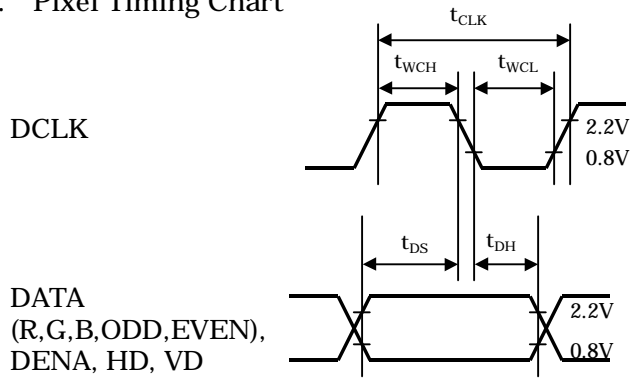 . Pixel Timing Chart
tCLK
tWCH tWCL
DCLK
2.2V
0.8V
tDS tDH
DATA
(R,G,B,ODD,EVEN),
DENA, HD, VD
2.2V
0.8V